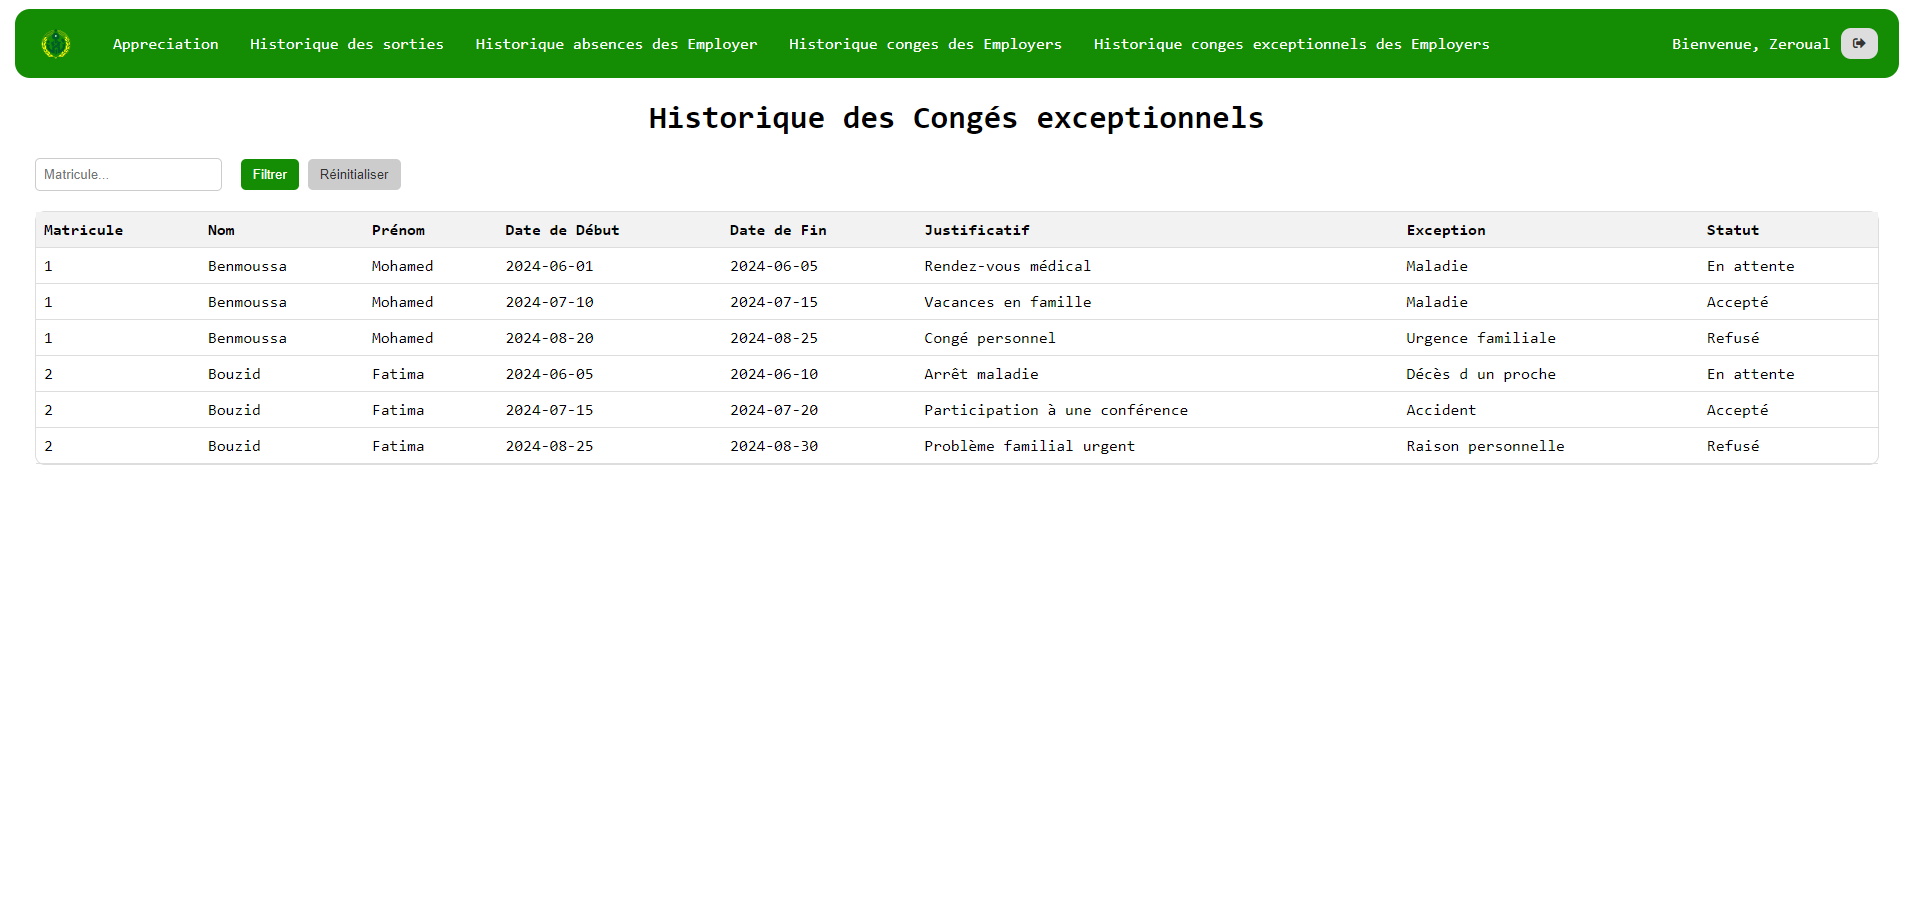 Appreciation Historique des sorties Historique absences des Employer Historique conges des Employers Historique conges exceptionnels des Employers Bienvenue, Zeroual
Historique des Congés exceptionnels
Matricule... Filtrer Réinitialiser
Matricule Nom Prénom Date de Début Date de Fin Justificatif Exception Statut
1 Benmoussa Mohamed 2024-06-01 2024-06-05 Rendez-vous médical Maladie En attente
1 Benmoussa Mohamed 2024-07-10 2024-07-15 Vacances en famille Maladie Accepté
1 Benmoussa Mohamed 2024-08-20 2024-08-25 Congé personnel Urgence familiale Refusé
2 Bouzid Fatima 2024-06-05 2024-06-10 Arrêt maladie Décès d un proche En attente
2 Bouzid Fatima 2024-07-15 2024-07-20 Participation à une conférence Accident Accepté
2 Bouzid Fatima 2024-08-25 2024-08-30 Problème familial urgent Raison personnelle Refusé